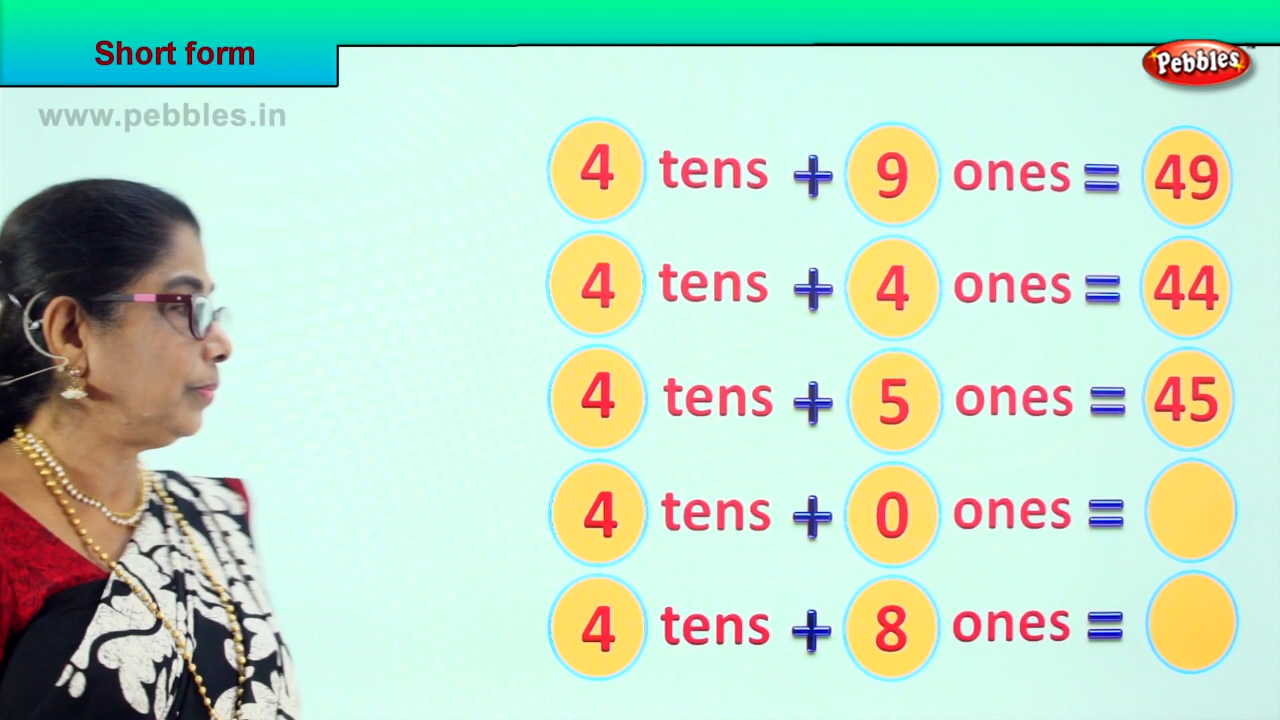 Short form
Pebbles
www.pebbles.in
4 tens + 9 ones = 49
4 tens + 4 ones = 44
4 tens + 5 ones = 45
4 tens + 0 ones =
4 tens + 8 ones =